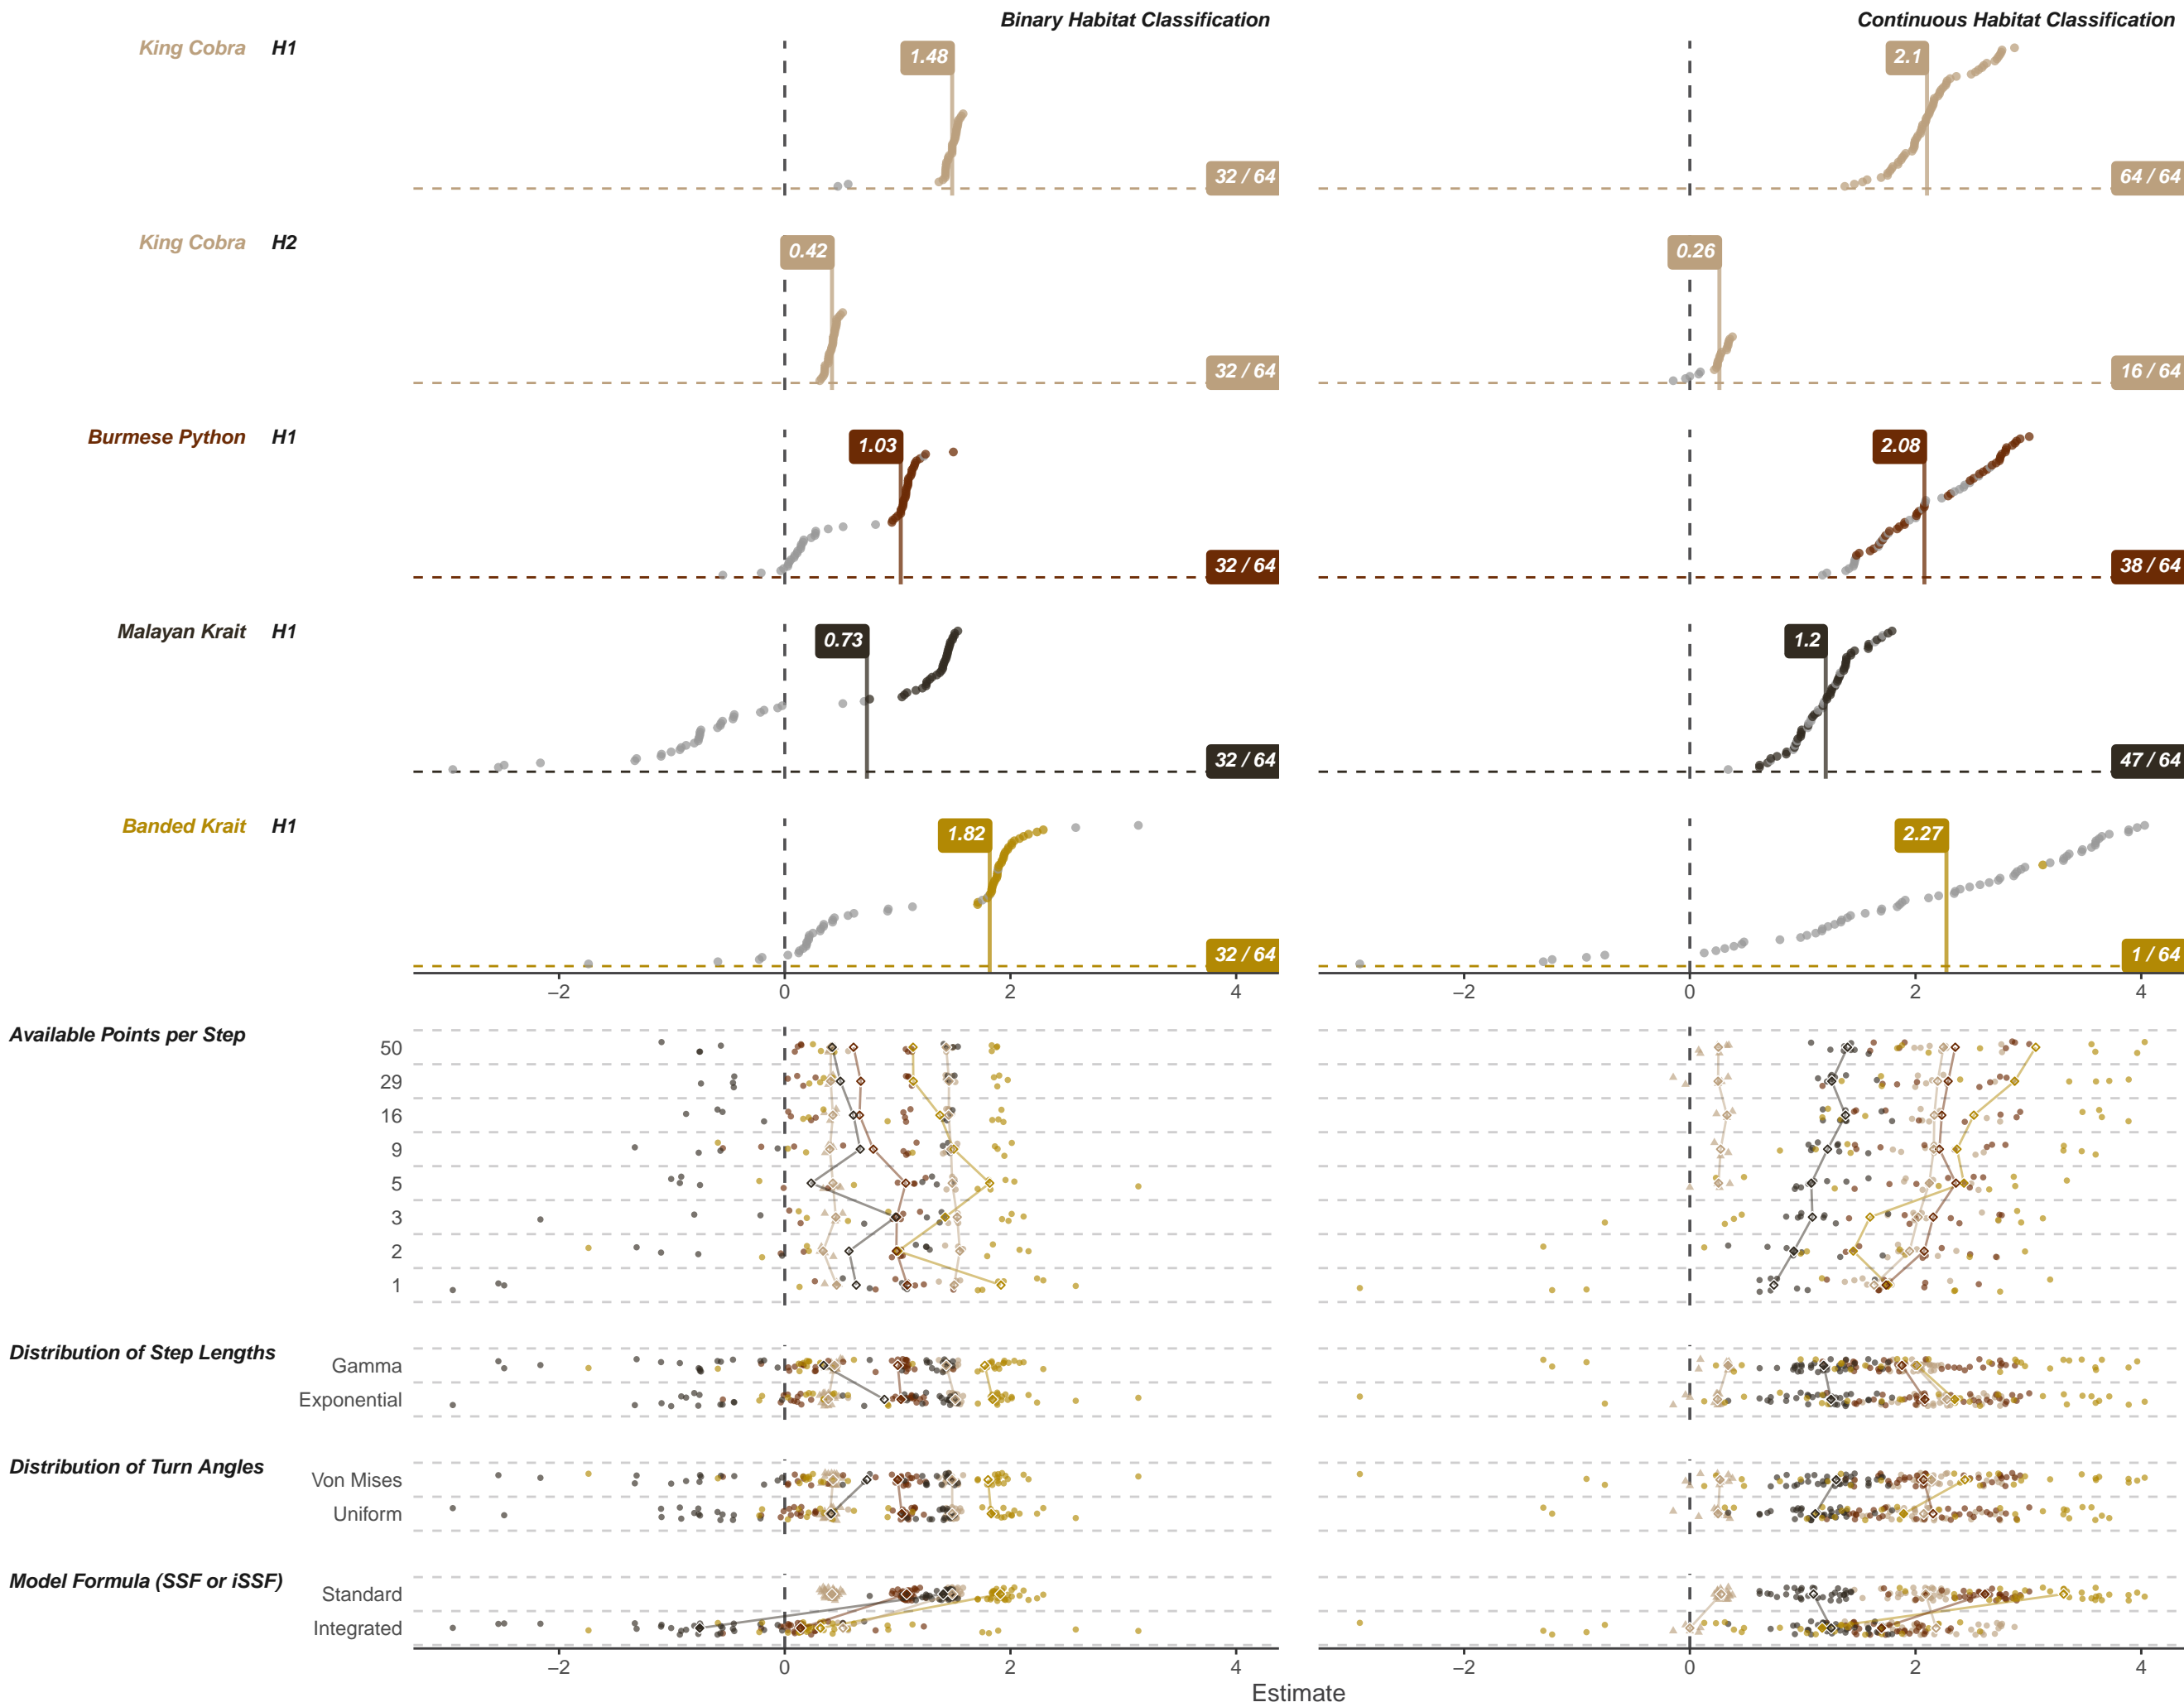 Binary Habitat Classification
Continuous Habitat Classification
King Cobra H1
1.48
2.1
32 / 64
64 / 64
King Cobra H2
0.42
0.26
32 / 64
16 / 64
Burmese Python H1
1.03
2.08
32 / 64
38 / 64
Malayan Krait H1
0.73
1.2
32 / 64
47 / 64
Banded Krait H1
1.82
2.27
32 / 64
1 / 64
−2 0 2 4
−2 0 2 4
Available Points per Step
50
29
16
9
5
3
2
1
Distribution of Step Lengths
Gamma
Exponential
Distribution of Turn Angles
Von Mises
Uniform
Model Formula (SSF or iSSF)
Standard
Integrated
−2 0 2 4
−2 0 2 4
Estimate